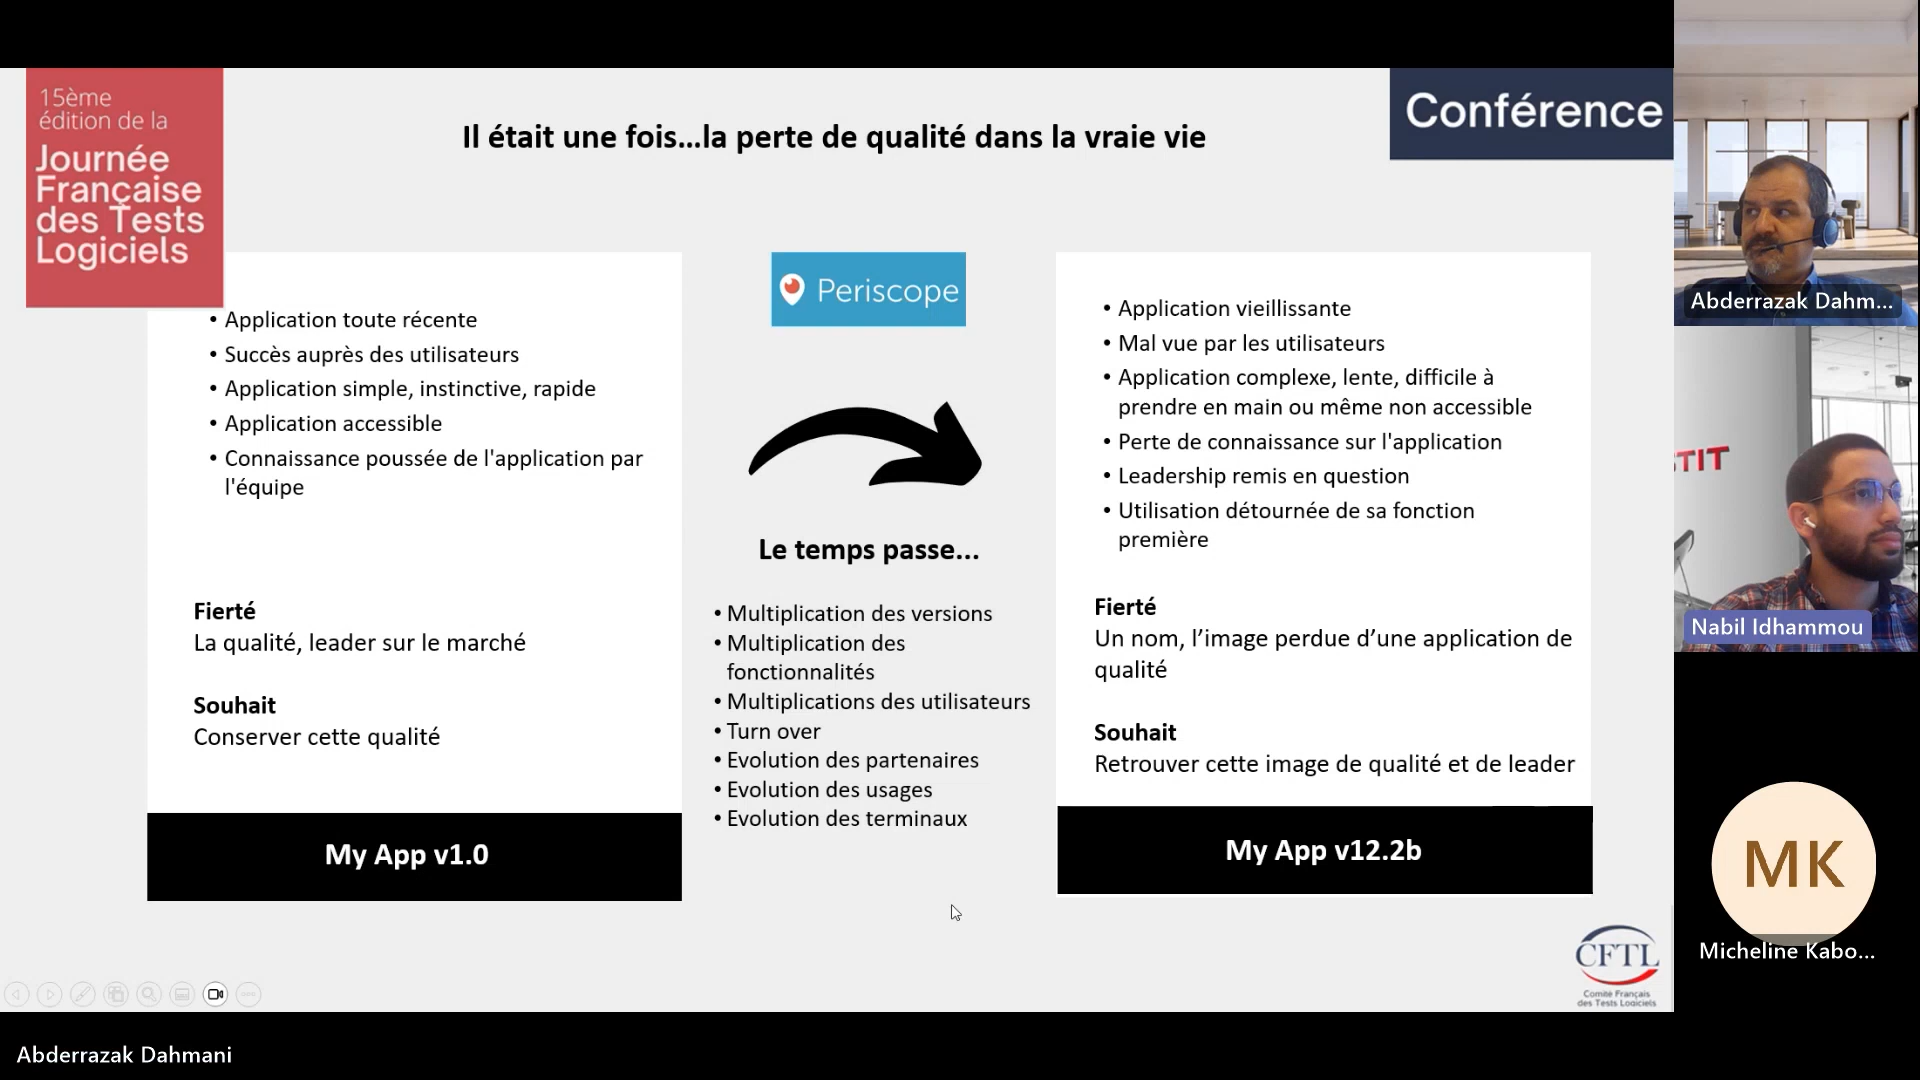 15ème
édition de la
Journée
Française
des Tests
Logiciels
Conférence
Il était une fois...la perte de qualité dans la vraie vie
• Application toute récente
• Succès auprès des utilisateurs
• Application simple, instinctive, rapide
• Application accessible
• Connaissance poussée de l'application par
l'équipe
Fierté
La qualité, leader sur le marché
Souhait
Conserver cette qualité
My App v1.0
Periscope
Le temps passe...
• Multiplication des versions
• Multiplication des
fonctionnalités
• Multiplications des utilisateurs
• Turn over
• Evolution des partenaires
• Evolution des usages
• Evolution des terminaux
• Application vieillissante
• Mal vue par les utilisateurs
• Application complexe, lente, difficile à
prendre en main ou même non accessible
• Perte de connaissance sur l'application
• Leadership remis en question
• Utilisation détournée de sa fonction
première
Fierté
Un nom, l’image perdue d’une application de
qualité
Souhait
Retrouver cette image de qualité et de leader
My App v12.2b
CFTL
Comité Français
des Tests Logiciels
Abderrazak Dahm...
TIT
Nabil Idhammou
MK
Micheline Kabo...
Abderrazak Dahmani